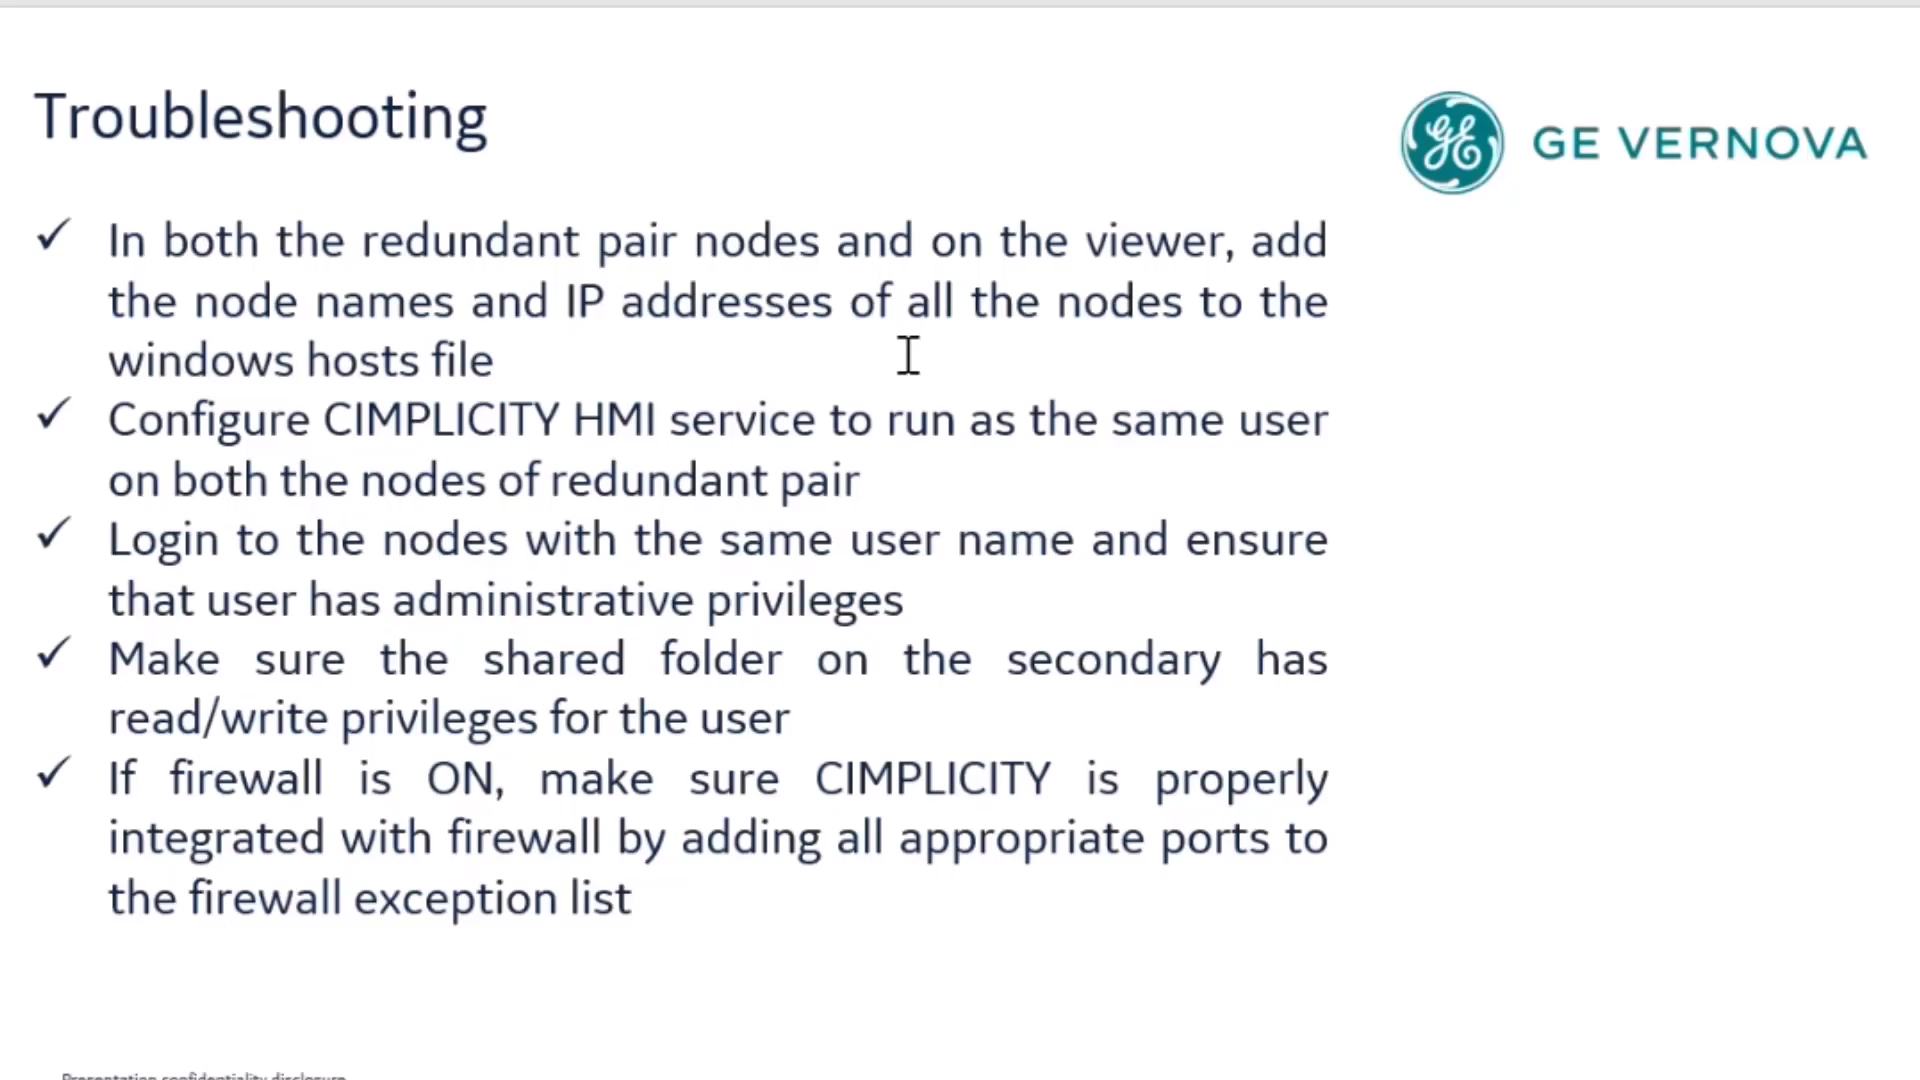 Troubleshooting
GE VERNOVA
✓ In both the redundant pair nodes and on the viewer, add
the node names and IP addresses of all the nodes to the
windows hosts file
✓ Configure CIMPLICITY HMI service to run as the same user
on both the nodes of redundant pair
✓ Login to the nodes with the same user name and ensure
that user has administrative privileges
✓ Make sure the shared folder on the secondary has
read/write privileges for the user
✓ If firewall is ON, make sure CIMPLICITY is properly
integrated with firewall by adding all appropriate ports to
the firewall exception list
Presentation confidentiality disclosure